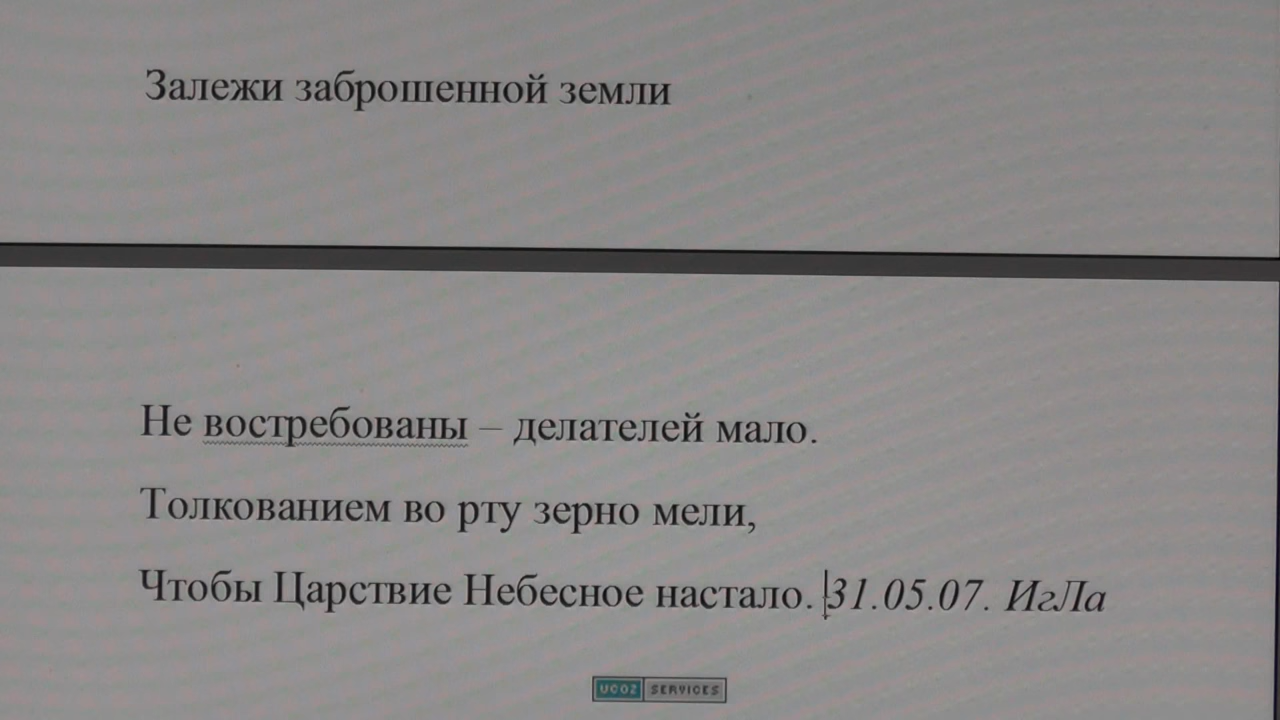 Залежи заброшенной земли
Не востребованы – делателей мало.
Толкованием во рту зерно мели,
Чтобы Царствие Небесное настало. 31.05.07. ИгЛа
UCOZ SERVICES